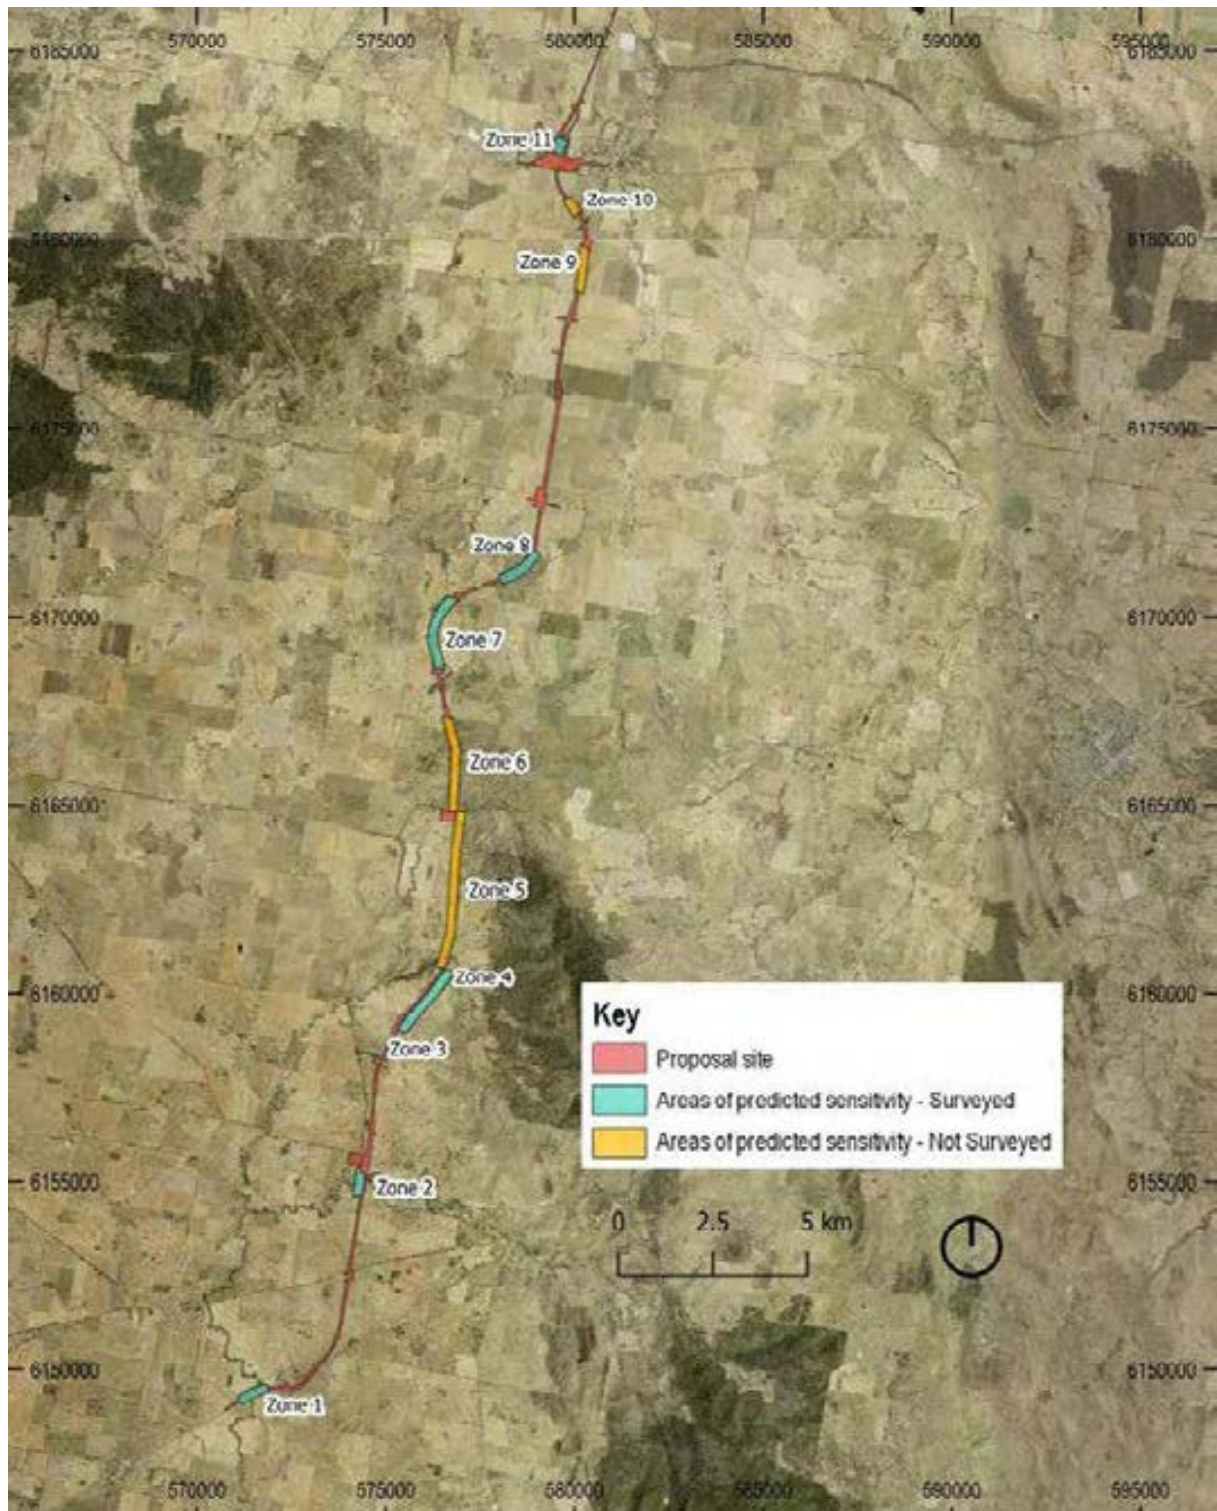 570000 575000 580000 585000 590000 595000
6185000 6185000
Zone 11
Zone 10
6180000 6180000
Zone 9
6175000 6175000
Zone 8
6170000 6170000
Zone 7
Zone 6
6165000 6165000
Zone 5
Zone 4
6160000 6160000
Key
Zone 3
Proposal site
Areas of predicted sensitivity - Surveyed
Areas of predicted sensitivity - Not Surveyed
6155000 6155000
Zone 2
0 2.5 5 km
6150000 6150000
Zone 1
570000 575000 580000 585000 590000 595000